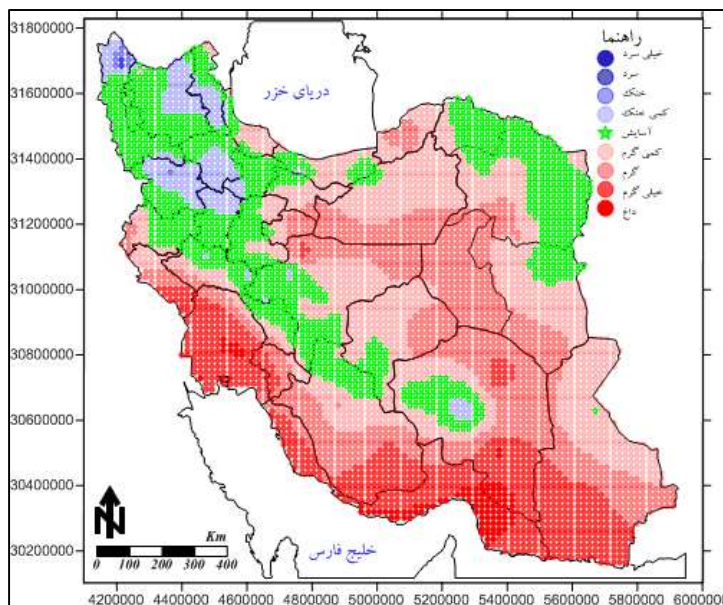 31800000
31600000
31400000
31200000
31000000
30800000
30600000
30400000
30200000
راهنما
خیلی سرد
سرد
خنک
کمی خنک
آسایش
کمی گرم
گرم
خیلی گرم
داغ
دریای خزر
خلیج فارس
N
Km
0 100 200 300 400
4200000 4400000 4600000 4800000 5000000 5200000 5400000 5600000 5800000 6000000